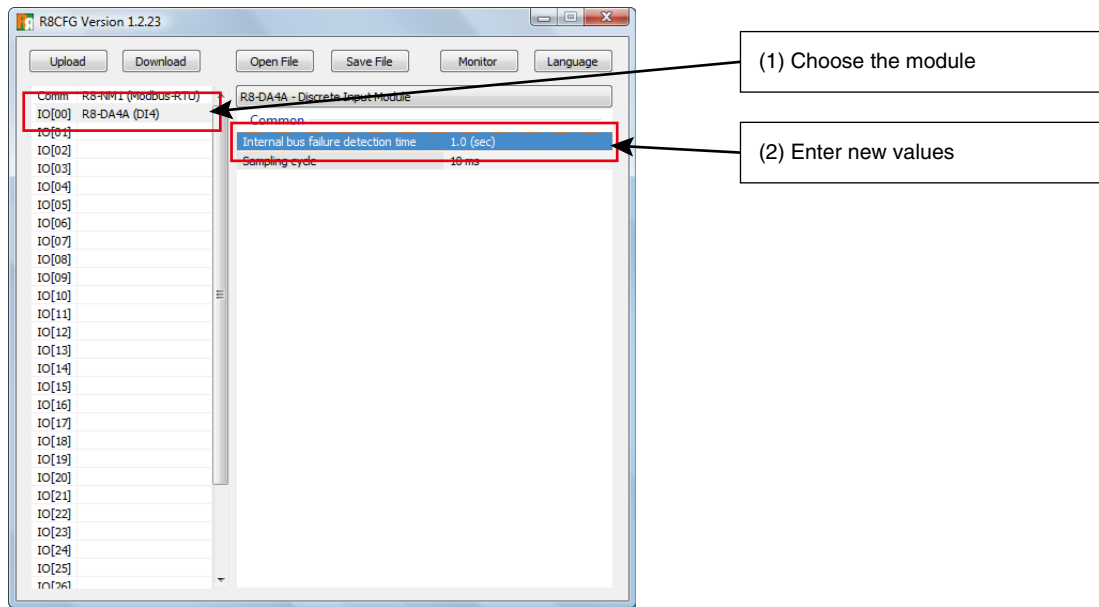 R8CFG Version 1.2.23
Upload Download Open File Save File Monitor Language
(1) Choose the module
Comm R8-NM1 (Modbus-RTU)
R8-DA4A - Discrete Input Module
IO[00] R8-DA4A (DI4)
Common
IO[01]
Internal bus failure detection time 1.0 (sec)
(2) Enter new values
IO[02]
Sampling cycle 10 ms
IO[03]
IO[04]
IO[05]
IO[06]
IO[07]
IO[08]
IO[09]
IO[10]
IO[11]
IO[12]
IO[13]
IO[14]
IO[15]
IO[16]
IO[17]
IO[18]
IO[19]
IO[20]
IO[21]
IO[22]
IO[23]
IO[24]
IO[25]
IO[26]